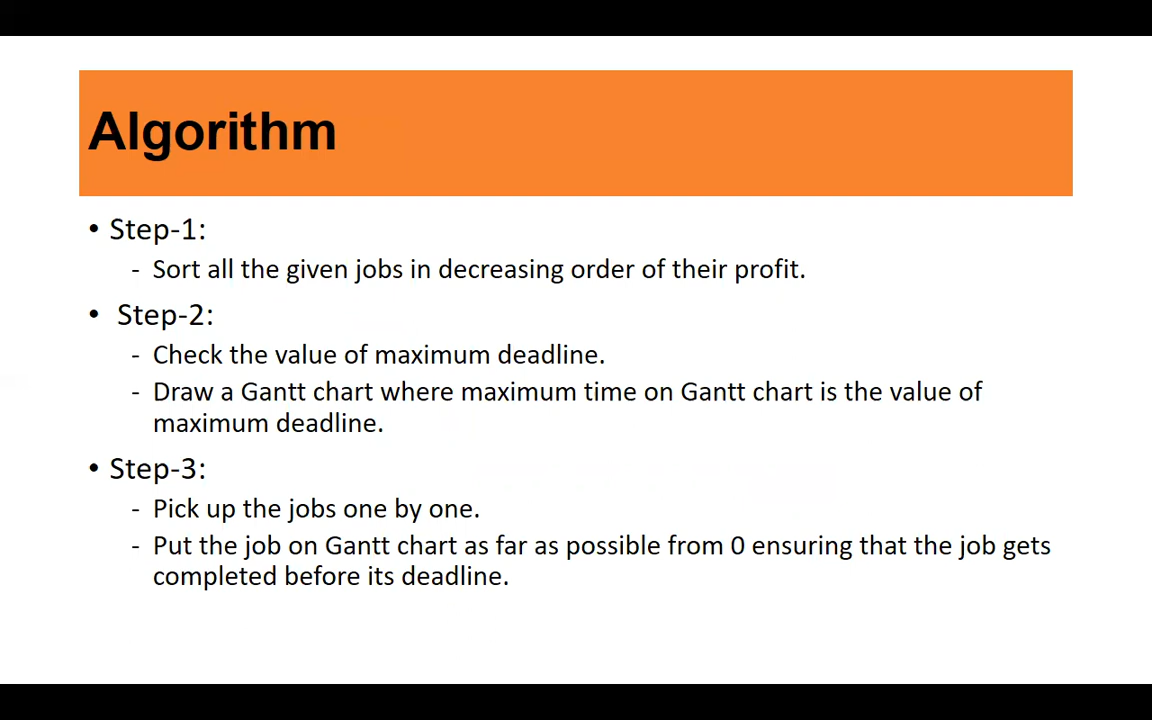 Algorithm
• Step-1:
- Sort all the given jobs in decreasing order of their profit.
• Step-2:
- Check the value of maximum deadline.
- Draw a Gantt chart where maximum time on Gantt chart is the value of
maximum deadline.
• Step-3:
- Pick up the jobs one by one.
- Put the job on Gantt chart as far as possible from 0 ensuring that the job gets
completed before its deadline.